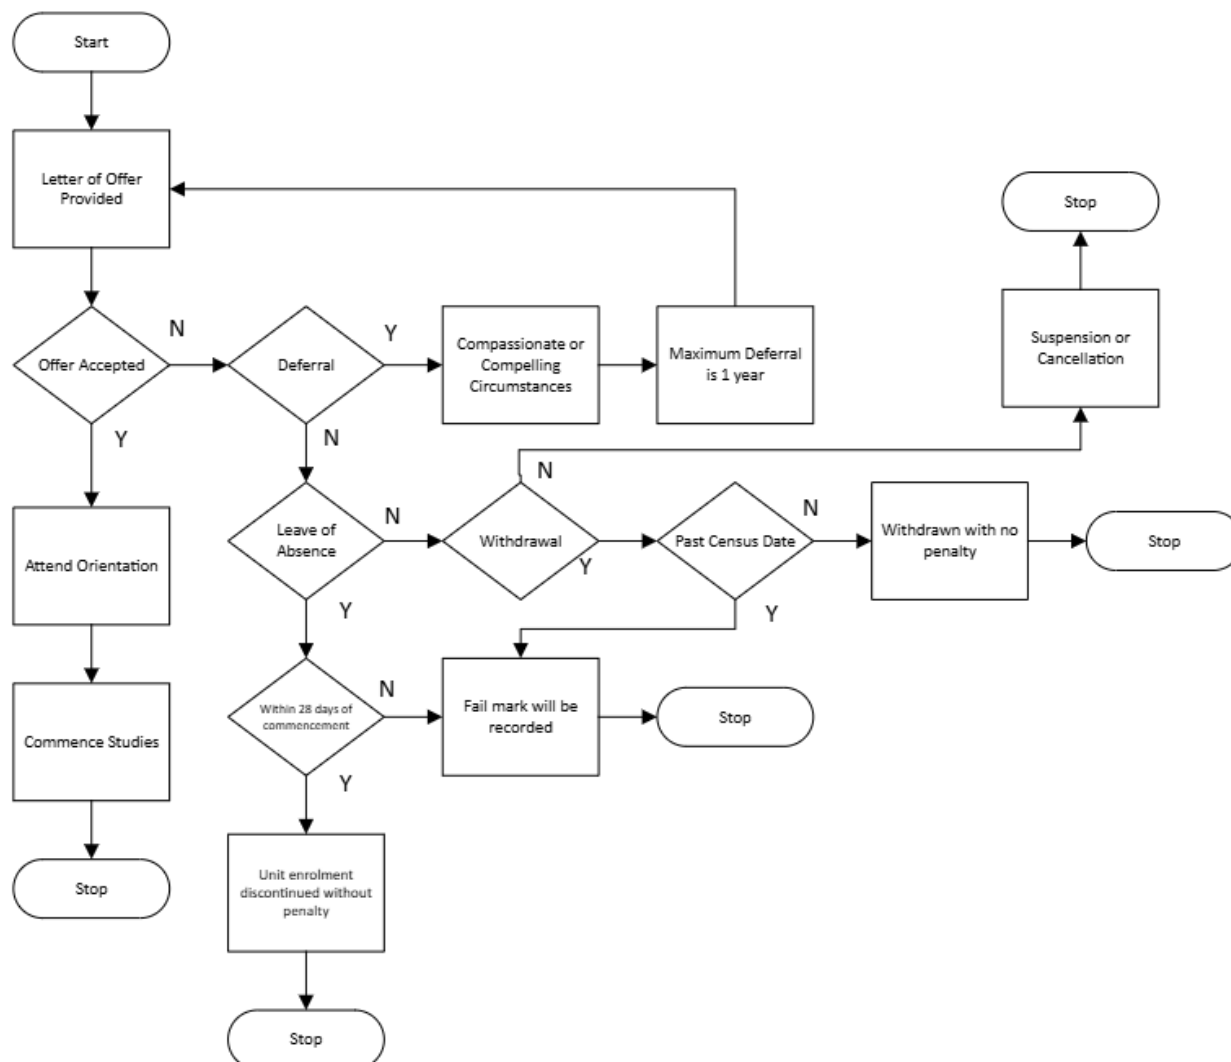 Start
Letter of Offer
Provided
Stop
Offer Accepted
N
Deferral
Y
Compassionate or
Compelling
Circumstances
Maximum Deferral
is 1 year
Suspension or
Cancellation
Y
N
N
Attend Orientation
Leave of
Absence
N
Withdrawal
Y
Past Census Date
N
Withdrawn with no
penalty
Stop
Y
Y
Commence Studies
Within 28 days of
commencement
N
Fail mark will be
recorded
Stop
Y
Stop
Unit enrolment
discontinued without
penalty
Stop